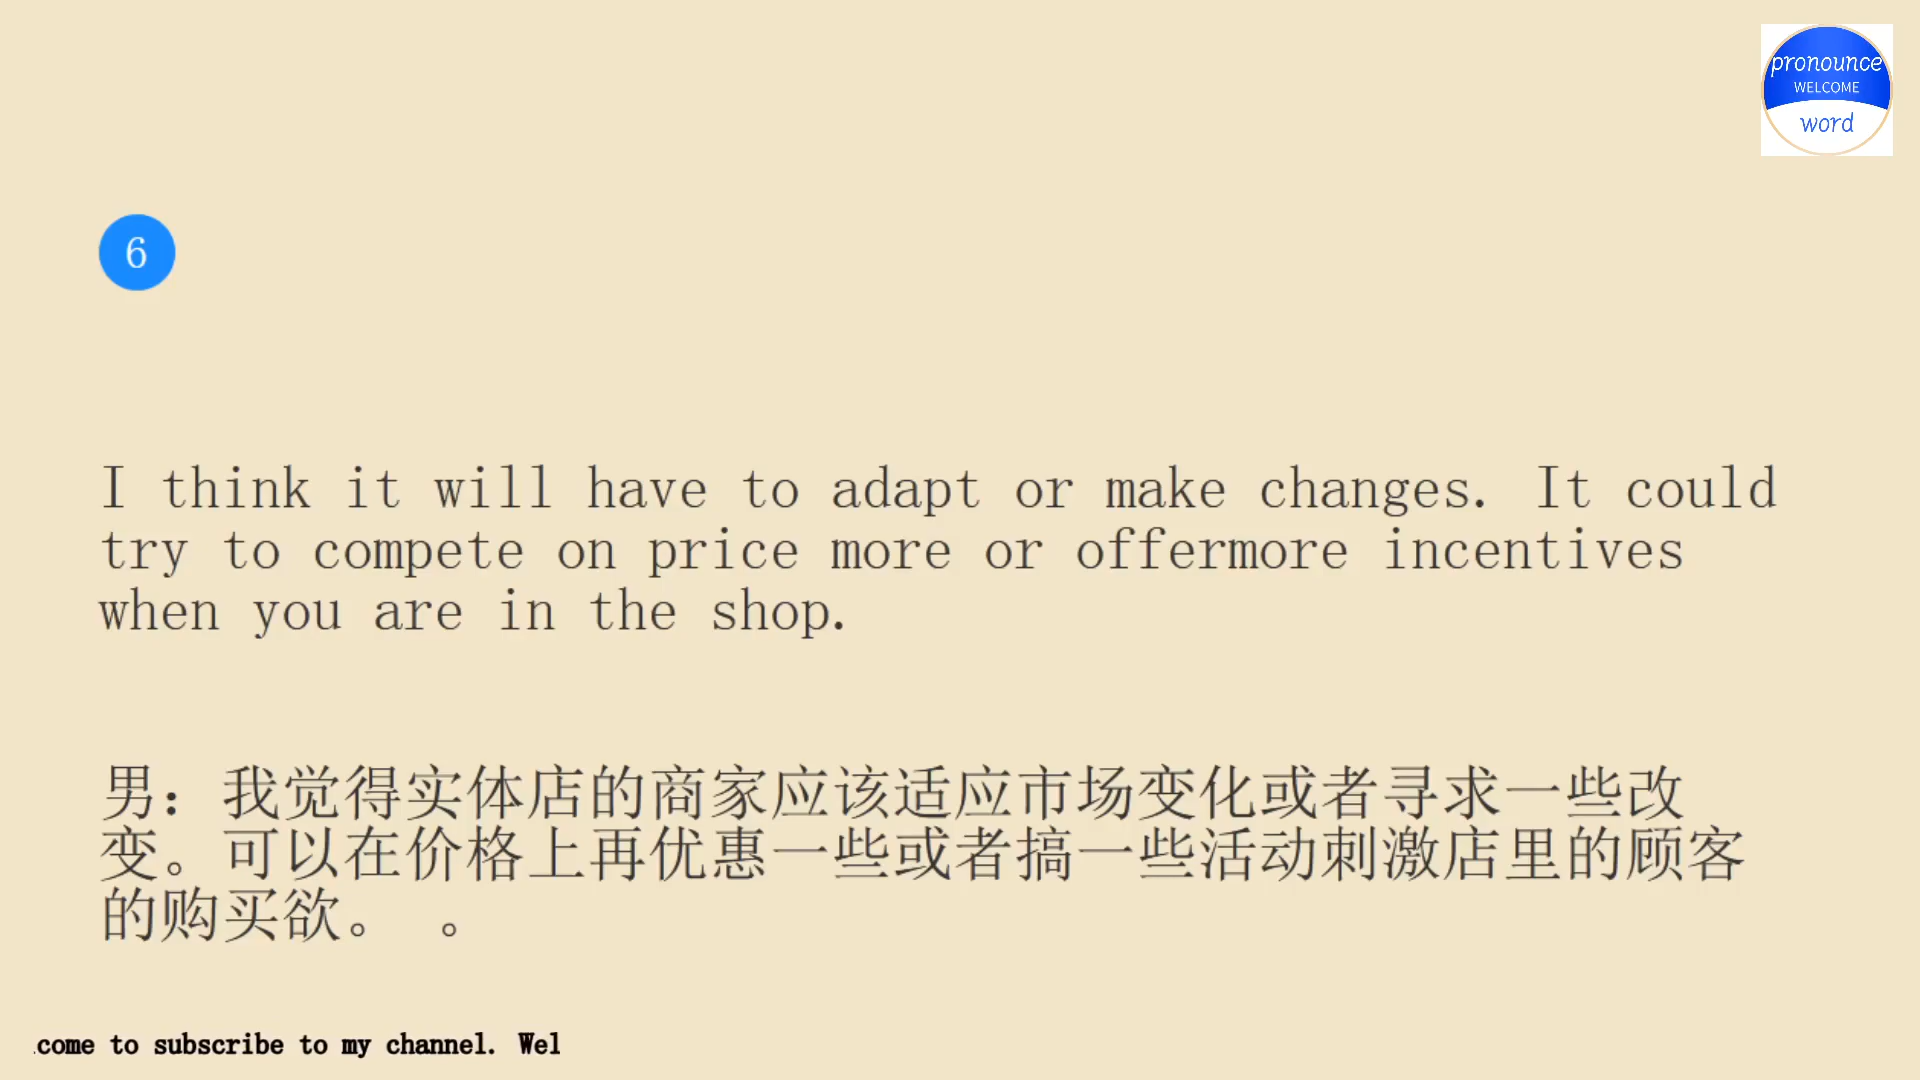 pronounce
WELCOME
word
6
I think it will have to adapt or make changes. It could
try to compete on price more or offermore incentives
when you are in the shop.
男：我觉得实体店的商家应该适应市场变化或者寻求一些改
变。可以在价格上再优惠一些或者搞一些活动刺激店里的顾客
的购买欲。 。
come to subscribe to my channel. Wel